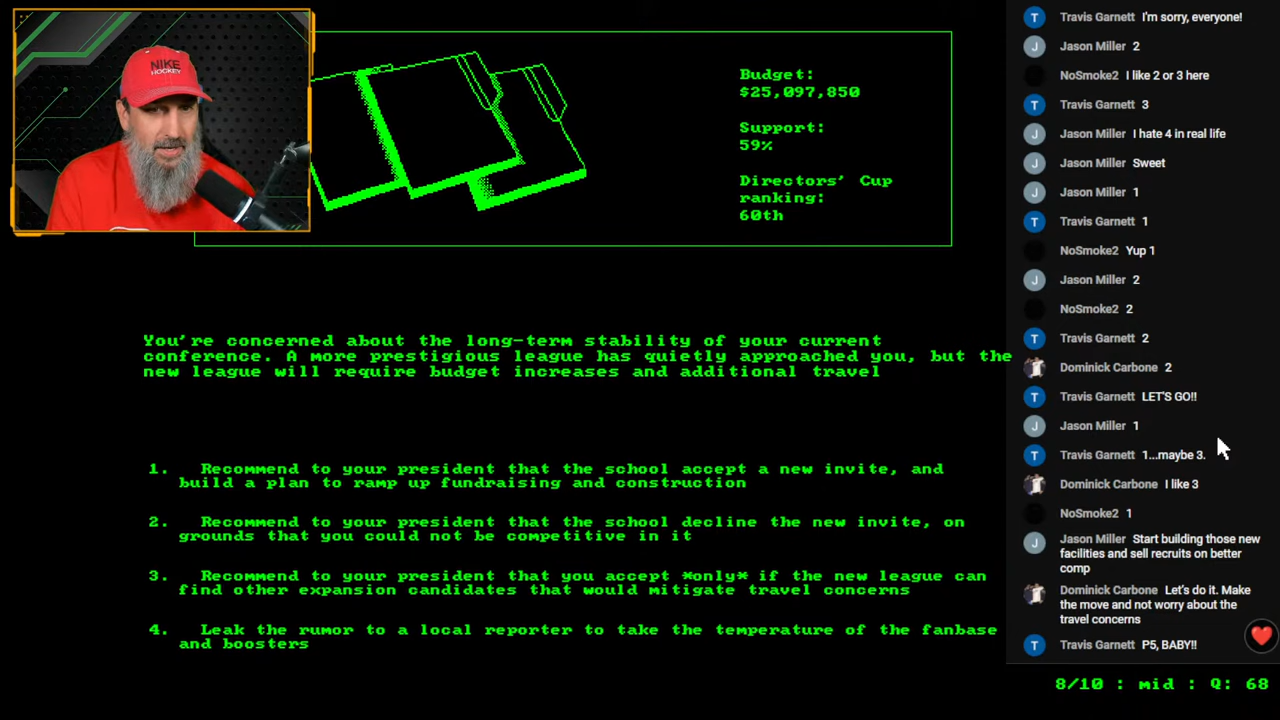 NIKE
HOCKEY
Budget:
$25,097,850
Support:
59%
Directors' Cup
ranking:
60th
You're concerned about the long-term stability of your current
conference. A more prestigious league has quietly approached you, but the
new league will require budget increases and additional travel
1. Recommend to your president that the school accept a new invite, and
build a plan to ramp up fundraising and construction
2. Recommend to your president that the school decline the new invite, on
grounds that you could not be competitive in it
3. Recommend to your president that you accept *only* if the new league can
find other expansion candidates that would mitigate travel concerns
4. Leak the rumor to a local reporter to take the temperature of the fanbase
and boosters
T Travis Garnett I'm sorry, everyone!
J Jason Miller 2
NoSmoke2 I like 2 or 3 here
T Travis Garnett 3
J Jason Miller I hate 4 in real life
J Jason Miller Sweet
J Jason Miller 1
T Travis Garnett 1
NoSmoke2 Yup 1
J Jason Miller 2
NoSmoke2 2
T Travis Garnett 2
Dominick Carbone 2
T Travis Garnett LET'S GO!!
J Jason Miller 1
T Travis Garnett 1...maybe 3.
Dominick Carbone I like 3
NoSmoke2 1
J Jason Miller Start building those new
facilities and sell recruits on better
comp
Dominick Carbone Let's do it. Make
the move and not worry about the
travel concerns
T Travis Garnett P5, BABY!!
8/10 : mid : Q: 68